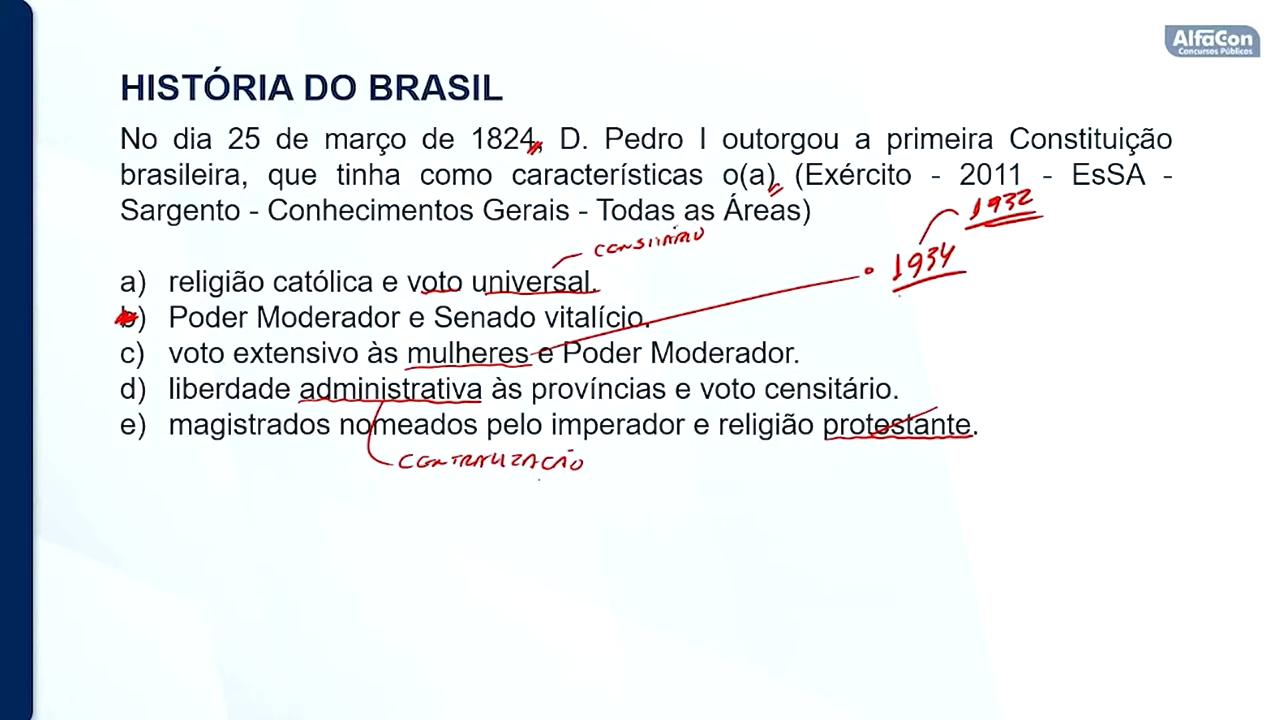 AlfaCon
Concursos Públicos
HISTÓRIA DO BRASIL
No dia 25 de março de 1824, D. Pedro I outorgou a primeira Constituição
brasileira, que tinha como características o(a) (Exército - 2011 - EsSA -
Sargento - Conhecimentos Gerais - Todas as Áreas)
1932
1934
a) religião católica e voto universal.
b) Poder Moderador e Senado vitalício.
c) voto extensivo às mulheres e Poder Moderador.
d) liberdade administrativa às províncias e voto censitário.
e) magistrados nomeados pelo imperador e religião protestante.